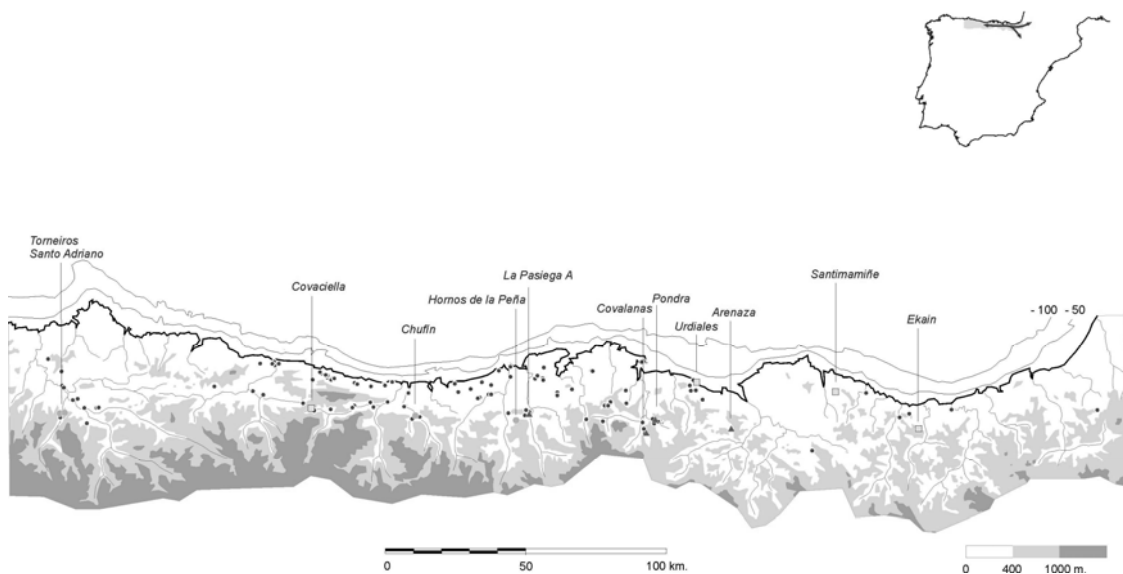 Torneiros
Santo Adriano
Covaciella
Chufín
Hornos de la Peña
La Pasiega A
Covalanas
Pondra
Urdiales
Arenaza
Santimamiñe
Ekain
- 100 - 50
0 50 100 km.
0 400 1000 m.